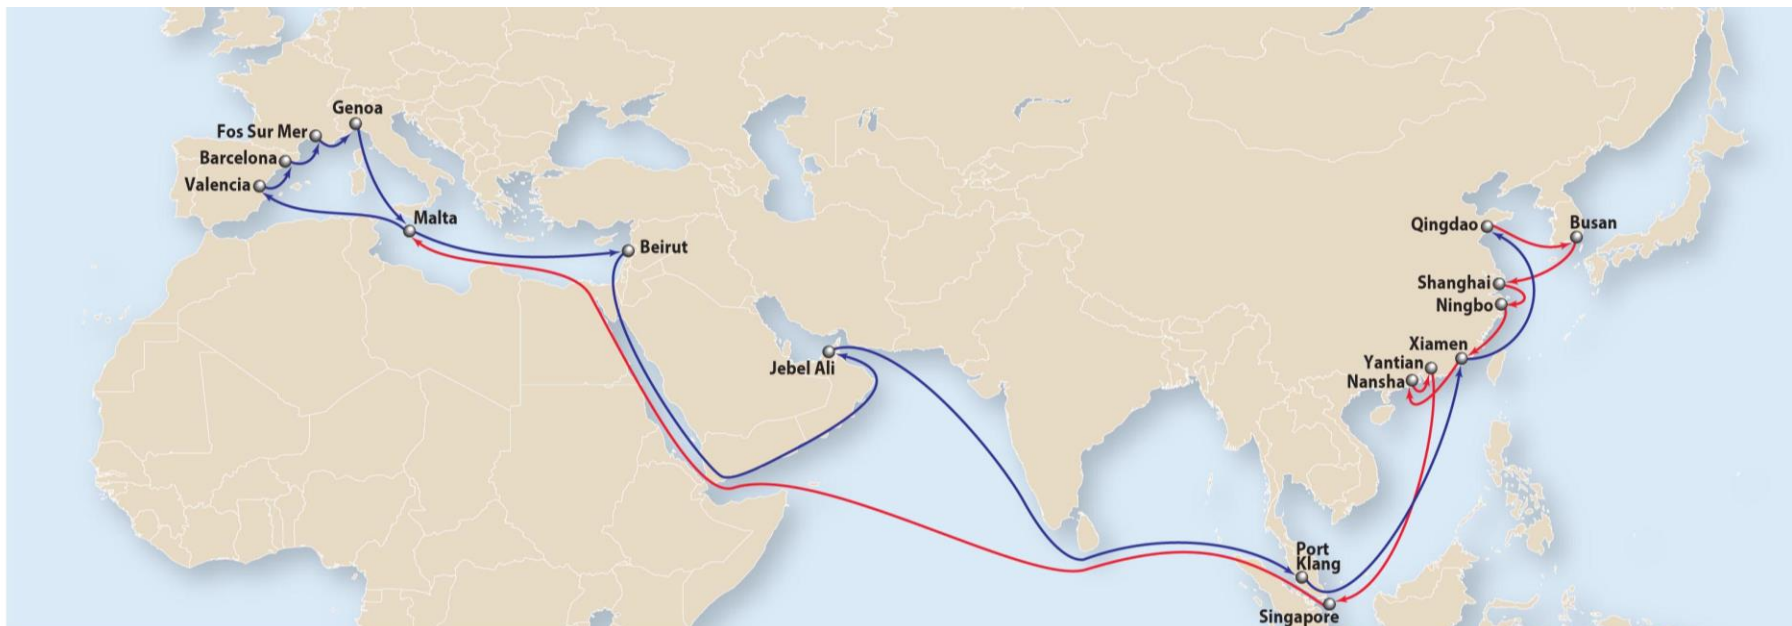 Genoa
Fos Sur Mer
Barcelona
Valencia
Malta
Beirut
Jebel Ali
Qingdao
Busan
Shanghai
Ningbo
Xiamen
Yantian
Nansha
Port
Klang
Singapore